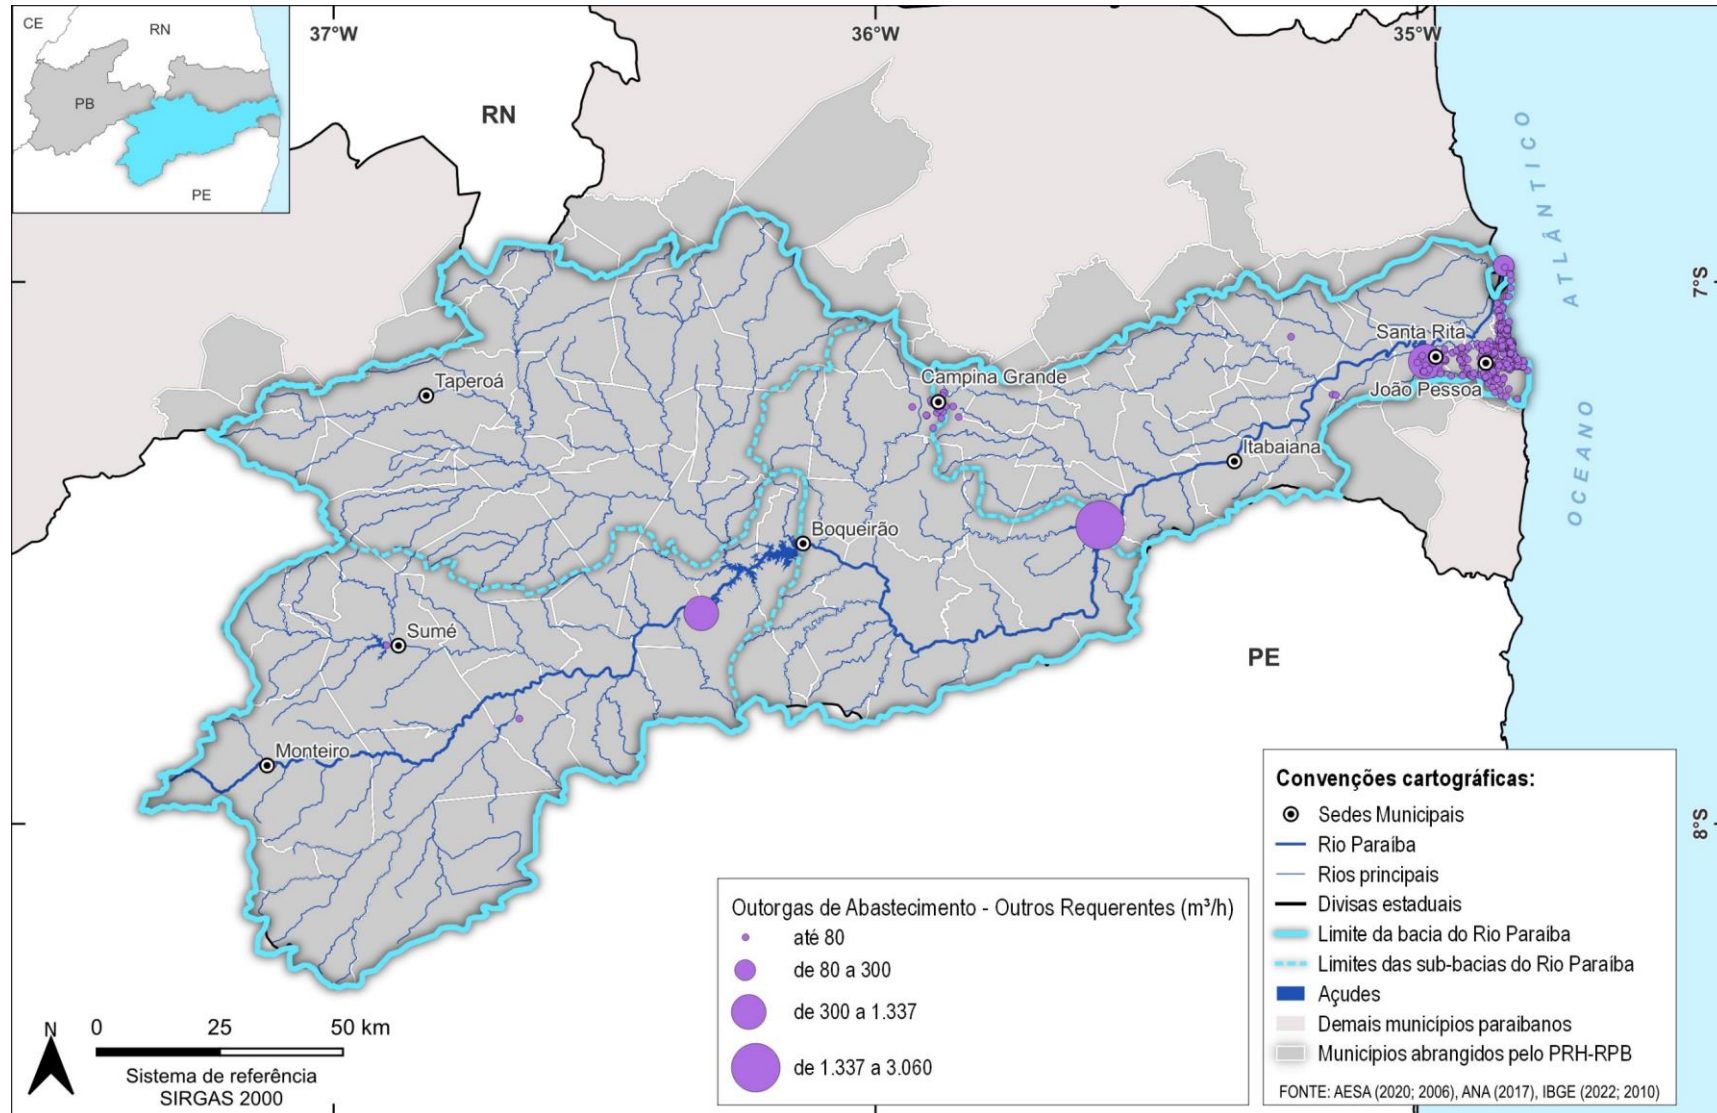 CE
RN
PB
PE
37°W
36°W
35°W
RN
OCEANO ATLÂNTICO
7°S
Santa Rita
João Pessoa
Taperoá
Campina Grande
Itabaiana
Boqueirão
Sumé
PE
Monteiro
8°S
N
0 25 50 km
Sistema de referência
SIRGAS 2000
Outorgas de Abastecimento - Outros Requerentes (m³/h)
até 80
de 80 a 300
de 300 a 1.337
de 1.337 a 3.060
Convenções cartográficas:
Sedes Municipais
Rio Paraíba
Rios principais
Divisas estaduais
Limite da bacia do Rio Paraíba
Limites das sub-bacias do Rio Paraíba
Açudes
Demais municípios paraibanos
Municípios abrangidos pelo PRH-RPB
FONTE: AESA (2020; 2006), ANA (2017), IBGE (2022; 2010)